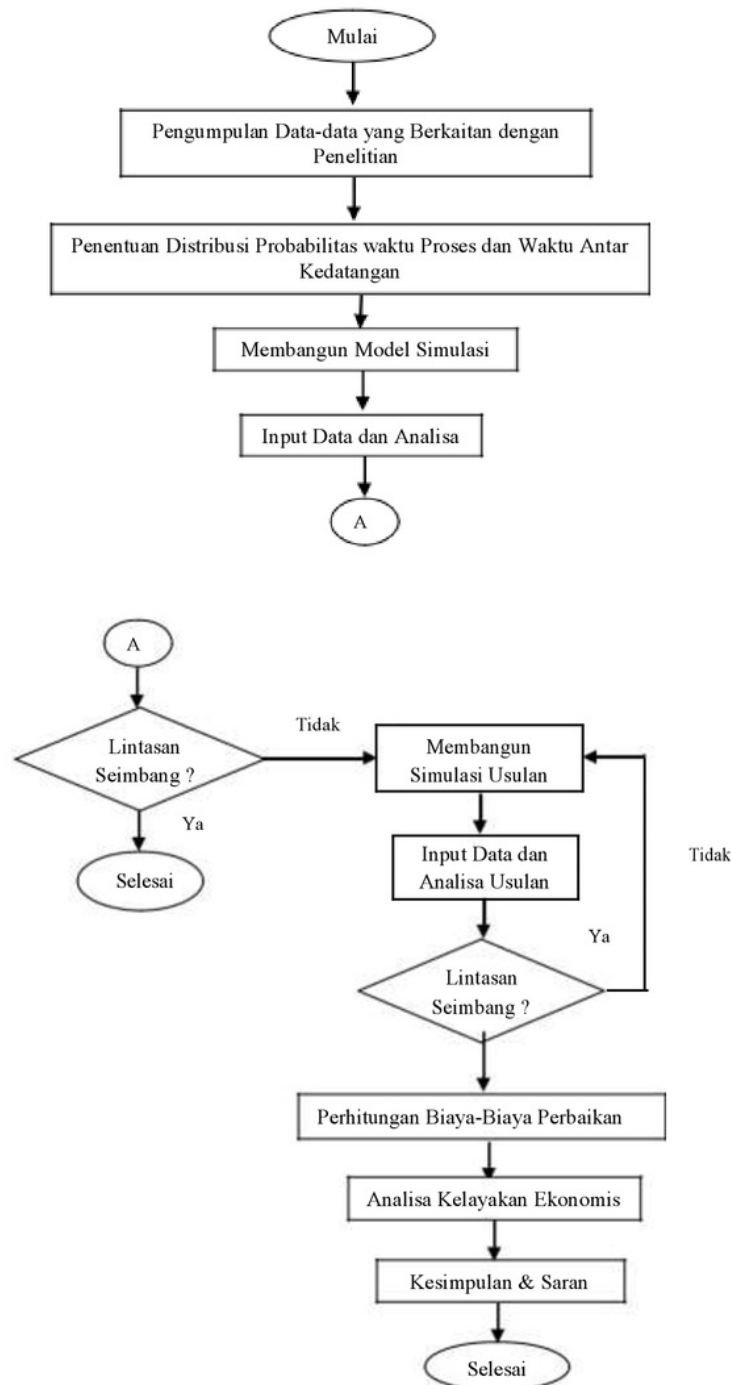 Mulai
Pengumpulan Data-data yang Berkaitan dengan
Penelitian
Penentuan Distribusi Probabilitas waktu Proses dan Waktu Antar
Kedatangan
Membangun Model Simulasi
Input Data dan Analisa
A
A
Lintasan
Seimbang ?
Tidak
Membangun
Simulasi Usulan
Ya
Selesai
Input Data dan
Analisa Usulan
Tidak
Ya
Lintasan
Seimbang ?
Perhitungan Biaya-Biaya Perbaikan
Analisa Kelayakan Ekonomis
Kesimpulan & Saran
Selesai